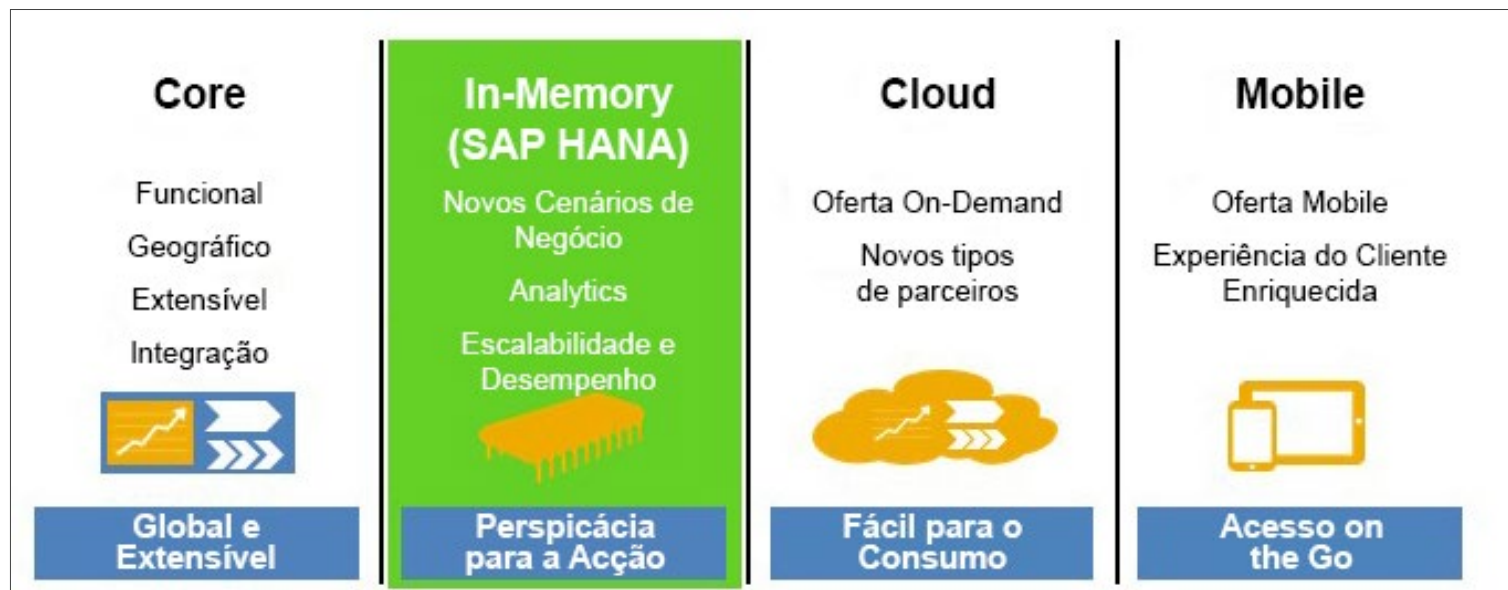 Core
Funcional
Geográfico
Extensível
Integração
Global e
Extensível
In-Memory
(SAP HANA)
Novos Cenários de
Negócio
Analytics
Escalabilidade e
Desempenho
Perspicácia
para a Acção
Cloud
Oferta On-Demand
Novos tipos
de parceiros
Fácil para o
Consumo
Mobile
Oferta Mobile
Experiência do Cliente
Enriquecida
Acesso on
the Go